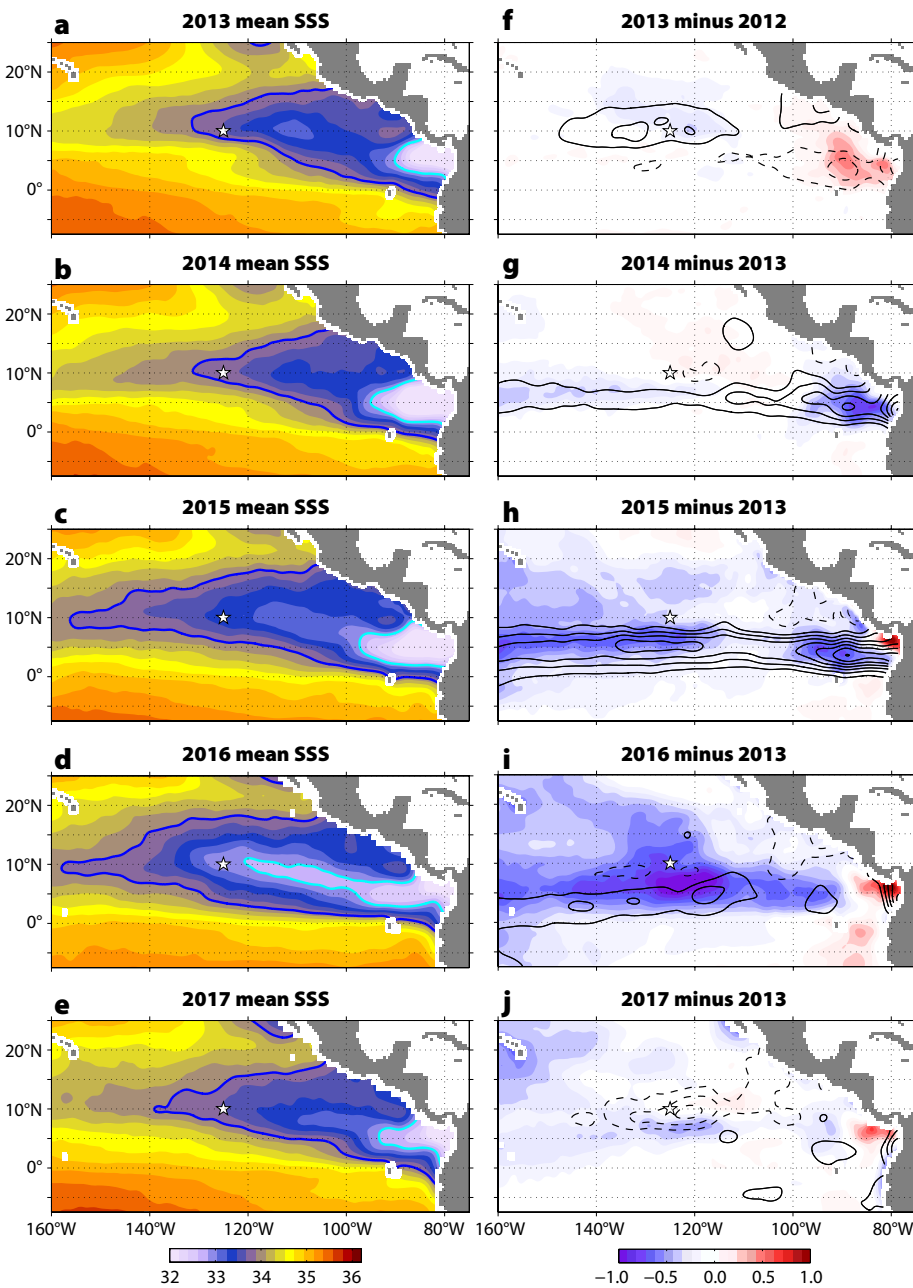 a 2013 mean SSS
f 2013 minus 2012
20°N
10°N
0°
b 2014 mean SSS
g 2014 minus 2013
20°N
10°N
0°
c 2015 mean SSS
h 2015 minus 2013
20°N
10°N
0°
d 2016 mean SSS
i 2016 minus 2013
20°N
10°N
0°
e 2017 mean SSS
j 2017 minus 2013
20°N
10°N
0°
160°W 140°W 120°W 100°W 80°W 140°W 120°W 100°W 80°W
32 33 34 35 36
−1.0 −0.5 0.0 0.5 1.0